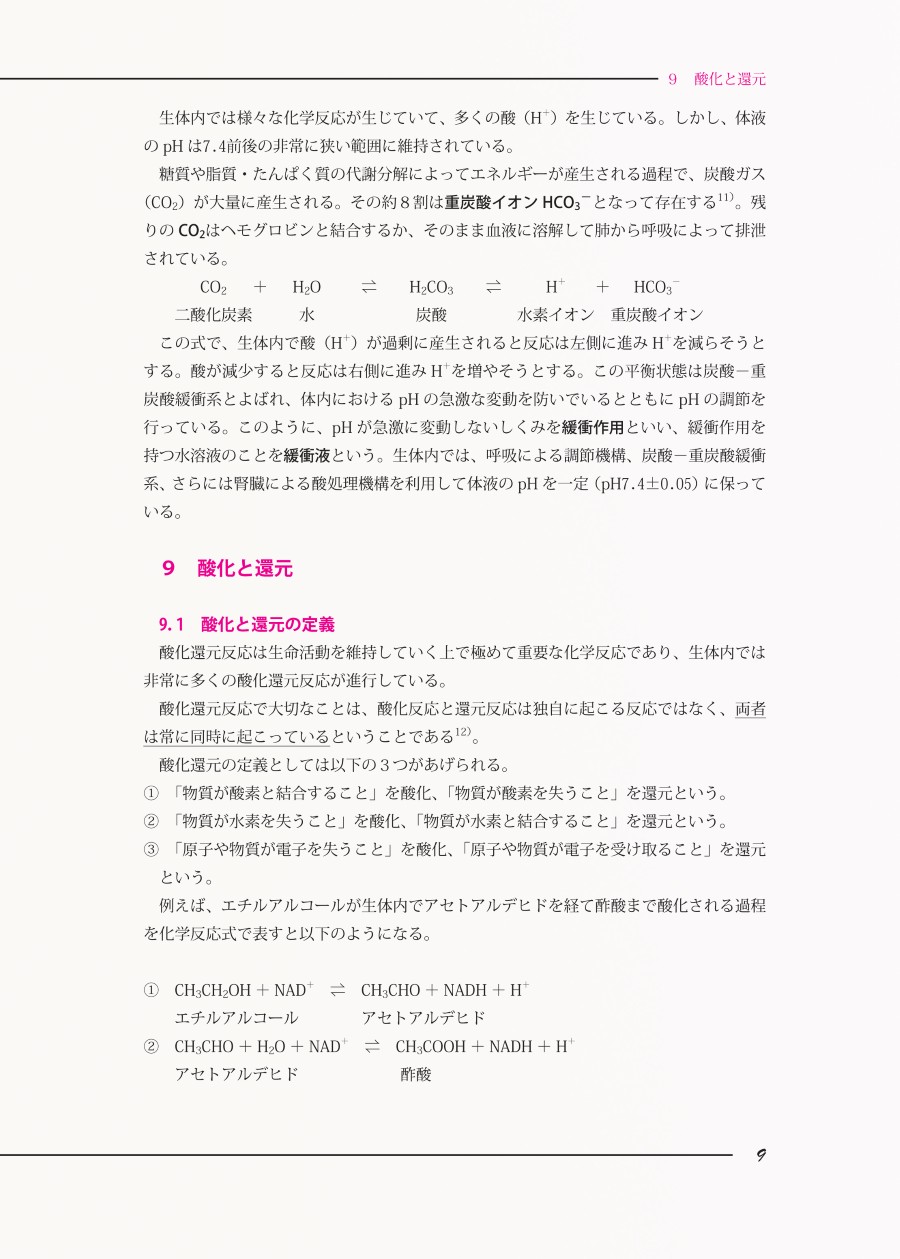 9　酸化と還元
　生体内では様々な化学反応が生じていて、多くの酸（H⁺）を生じている。しかし、体液
の pH は7.4前後の非常に狭い範囲に維持されている。
　糖質や脂質・たんぱく質の代謝分解によってエネルギーが産生される過程で、炭酸ガス
（CO₂）が大量に産生される。その約８割は重炭酸イオン HCO₃⁻となって存在する¹¹⁾。残
りの CO₂はヘモグロビンと結合するか、そのまま血液に溶解して肺から呼吸によって排泄
されている。
CO₂　＋　H₂O　⇌　H₂CO₃　⇌　H⁺　＋　HCO₃⁻
二酸化炭素　水　炭酸　水素イオン　重炭酸イオン
　この式で、生体内で酸（H⁺）が過剰に産生されると反応は左側に進み H⁺を減らそうと
する。酸が減少すると反応は右側に進み H⁺を増やそうとする。この平衡状態は炭酸－重
炭酸緩衝系とよばれ、体内における pH の急激な変動を防いでいるとともに pH の調節を
行っている。このように、pH が急激に変動しないしくみを緩衝作用といい、緩衝作用を
持つ水溶液のことを緩衝液という。生体内では、呼吸による調節機構、炭酸－重炭酸緩衝
系、さらには腎臓による酸処理機構を利用して体液の pH を一定（pH7.4±0.05）に保って
いる。
９　酸化と還元
9.1　酸化と還元の定義
　酸化還元反応は生命活動を維持していく上で極めて重要な化学反応であり、生体内では
非常に多くの酸化還元反応が進行している。
　酸化還元反応で大切なことは、酸化反応と還元反応は独自に起こる反応ではなく、両者
は常に同時に起こっているということである¹²⁾。
　酸化還元の定義としては以下の３つがあげられる。
①　「物質が酸素と結合すること」を酸化、「物質が酸素を失うこと」を還元という。
②　「物質が水素を失うこと」を酸化、「物質が水素と結合すること」を還元という。
③　「原子や物質が電子を失うこと」を酸化、「原子や物質が電子を受け取ること」を還元
という。
　例えば、エチルアルコールが生体内でアセトアルデヒドを経て酢酸まで酸化される過程
を化学反応式で表すと以下のようになる。
①　CH₃CH₂OH ＋ NAD⁺　⇌　CH₃CHO ＋ NADH ＋ H⁺
エチルアルコール　アセトアルデヒド
②　CH₃CHO ＋ H₂O ＋ NAD⁺　⇌　CH₃COOH ＋ NADH ＋ H⁺
アセトアルデヒド　酢酸
9